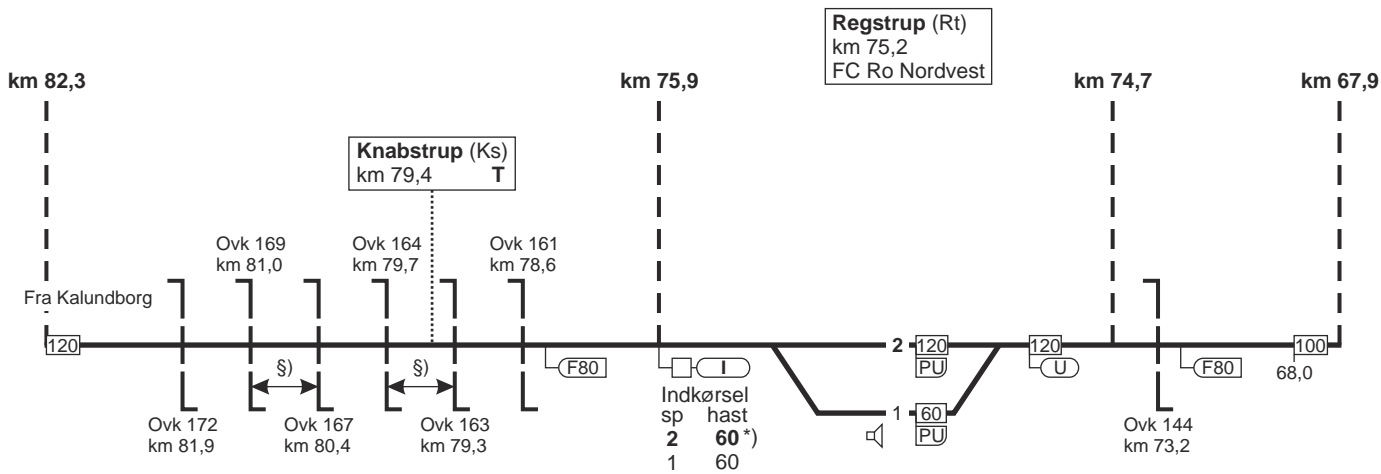 Regstrup (Rt)
km 75,2
FC Ro Nordvest
km 82,3
km 75,9
km 74,7
km 67,9
Knabstrup (Ks)
km 79,4 T
Ovk 169
km 81,0
Ovk 164
km 79,7
Ovk 161
km 78,6
Fra Kalundborg
120
§)
§)
F80
I
2
120
PU
120
U
F80
100
68,0
Indkørsel
sp hast
2 60 *)
1 60
1
60
PU
Ovk 172
km 81,9
Ovk 167
km 80,4
Ovk 163
km 79,3
Ovk 144
km 73,2